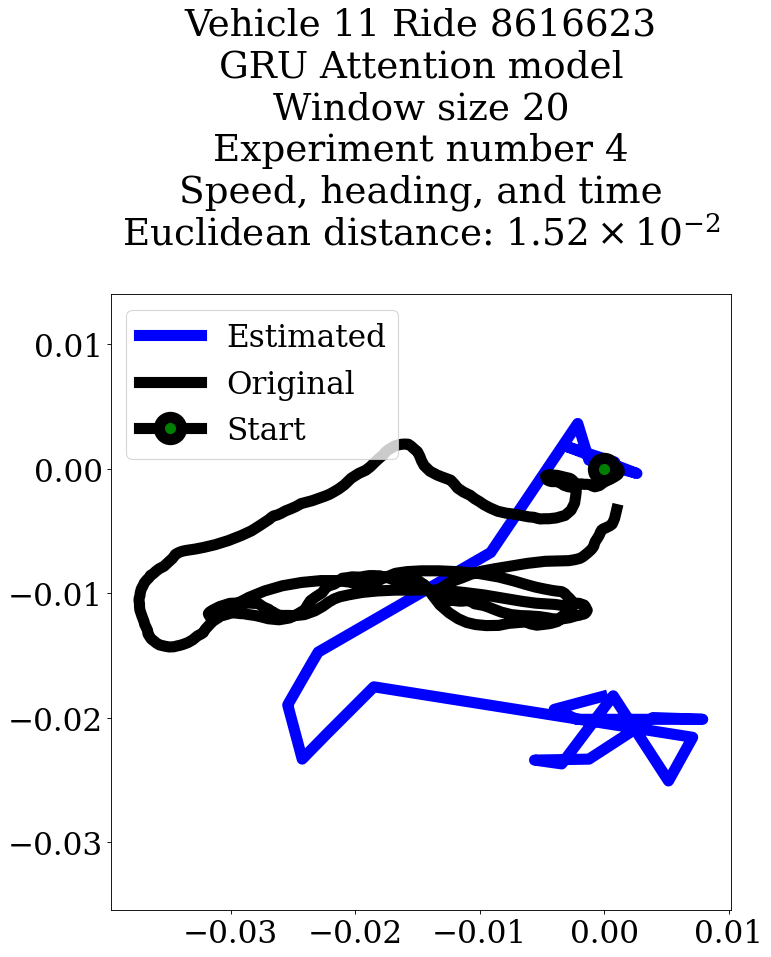 Vehicle 11 Ride 8616623
GRU Attention model
Window size 20
Experiment number 4
Speed, heading, and time
Euclidean distance: 1.52 × 10⁻²
Estimated
Original
Start
0.01
0.00
−0.01
−0.02
−0.03
−0.03 −0.02 −0.01 0.00 0.01